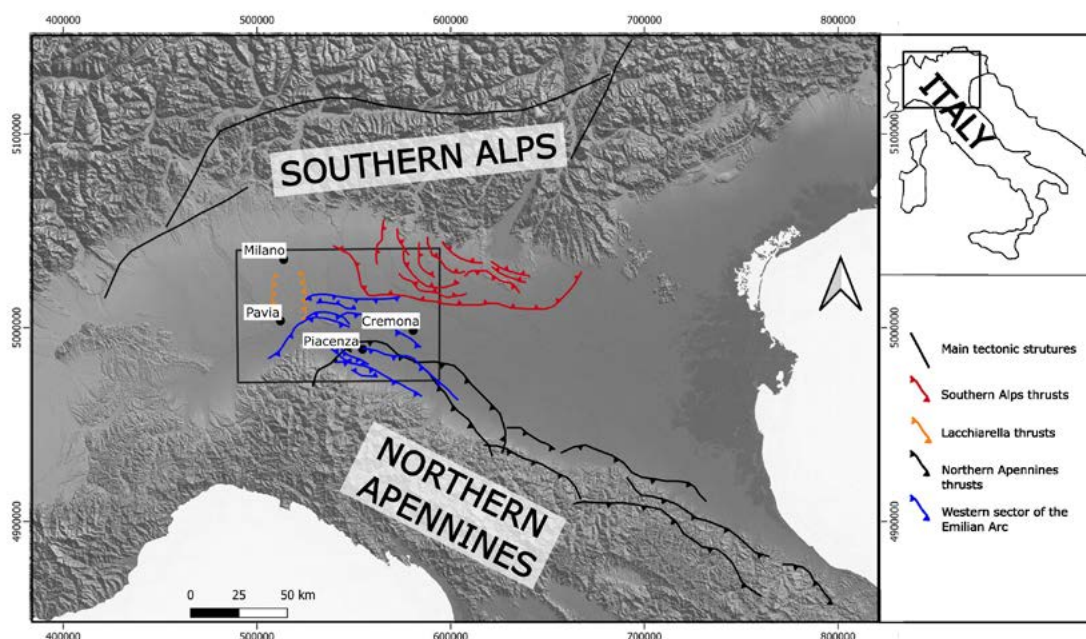 400000 500000 600000 700000 800000
5100000
5000000
4900000
5100000
5000000
4900000
SOUTHERN ALPS
Milano
Pavia
Cremona
Piacenza
NORTHERN
APENNINES
0 25 50 km
400000 500000 600000 700000 800000
ITALY
Main tectonic strutures
Southern Alps thrusts
Lacchiarella thrusts
Northern Apennines
thrusts
Western sector of the
Emilian Arc